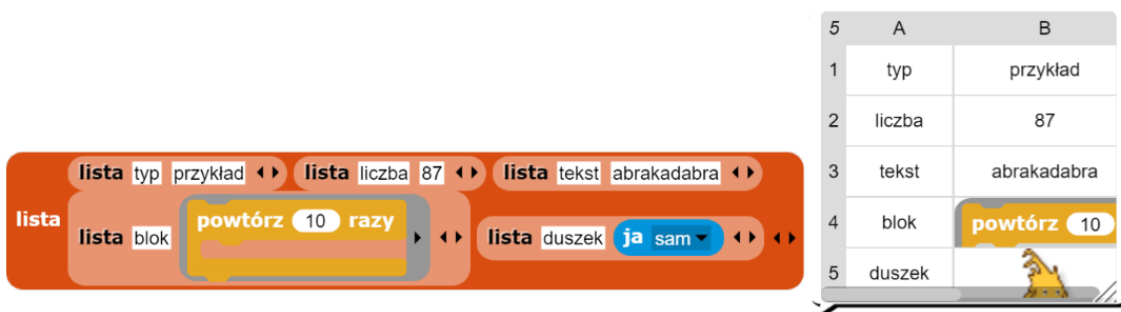 lista typ przykład lista liczba 87 lista tekst abrakadabra
lista
lista blok powtórz 10 razy lista duszek ja sam
5 A B
1 typ przykład
2 liczba 87
3 tekst abrakadabra
4 blok powtórz 10
5 duszek